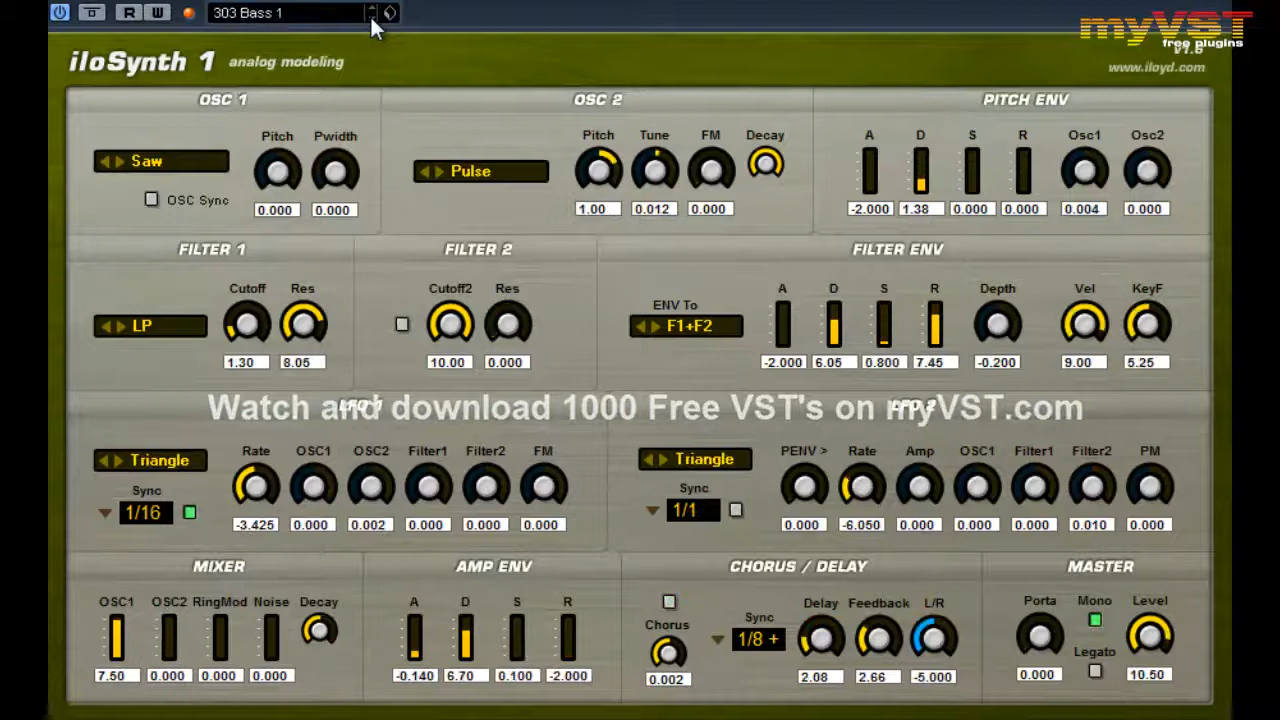 R W 303 Bass 1
myVST
free plugins
iloSynth 1 analog modeling
www.iloyd.com
OSC 1 OSC 2 PITCH ENV
Pitch Pwidth Pitch Tune FM Decay A D S R Osc1 Osc2
Saw Pulse
OSC Sync
0.000 0.000 1.00 0.012 0.000 -2.000 1.38 0.000 0.000 0.004 0.000
FILTER 1 FILTER 2 FILTER ENV
Cutoff Res Cutoff2 Res ENV To A D S R Depth Vel KeyF
LP F1+F2
1.30 8.05 10.00 0.000 -2.000 6.05 0.800 7.45 -0.200 9.00 5.25
Watch and download 1000 Free VST's on myVST.com
LFO 1 LFO 2
Rate OSC1 OSC2 Filter1 Filter2 FM PENV > Rate Amp OSC1 Filter1 Filter2 PM
Triangle Triangle
Sync Sync
1/16 1/1
-3.425 0.000 0.002 0.000 0.000 0.000 0.000 -6.050 0.000 0.000 0.000 0.010 0.000
MIXER AMP ENV CHORUS / DELAY MASTER
OSC1 OSC2 RingMod Noise Decay A D S R Chorus Sync Delay Feedback L/R Porta Mono Level
1/8 +
Legato
7.50 0.000 0.000 0.000 -0.140 6.70 0.100 -2.000 0.002 2.08 2.66 -5.000 0.000 10.50